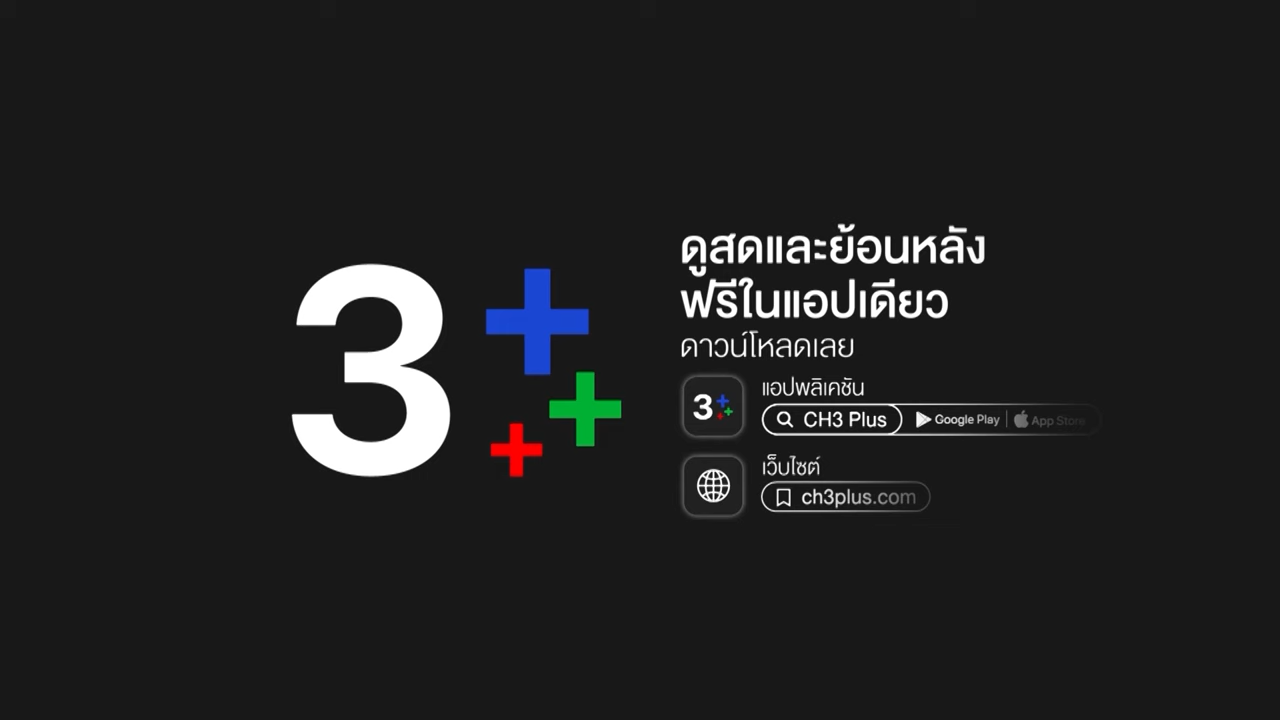 3+++
ดูสดและย้อนหลัง
ฟรีในแอปเดียว
ดาวน์โหลดเลย
3+++
แอปพลิเคชัน
CH3 Plus Google Play App Store
เว็บไซต์
ch3plus.com